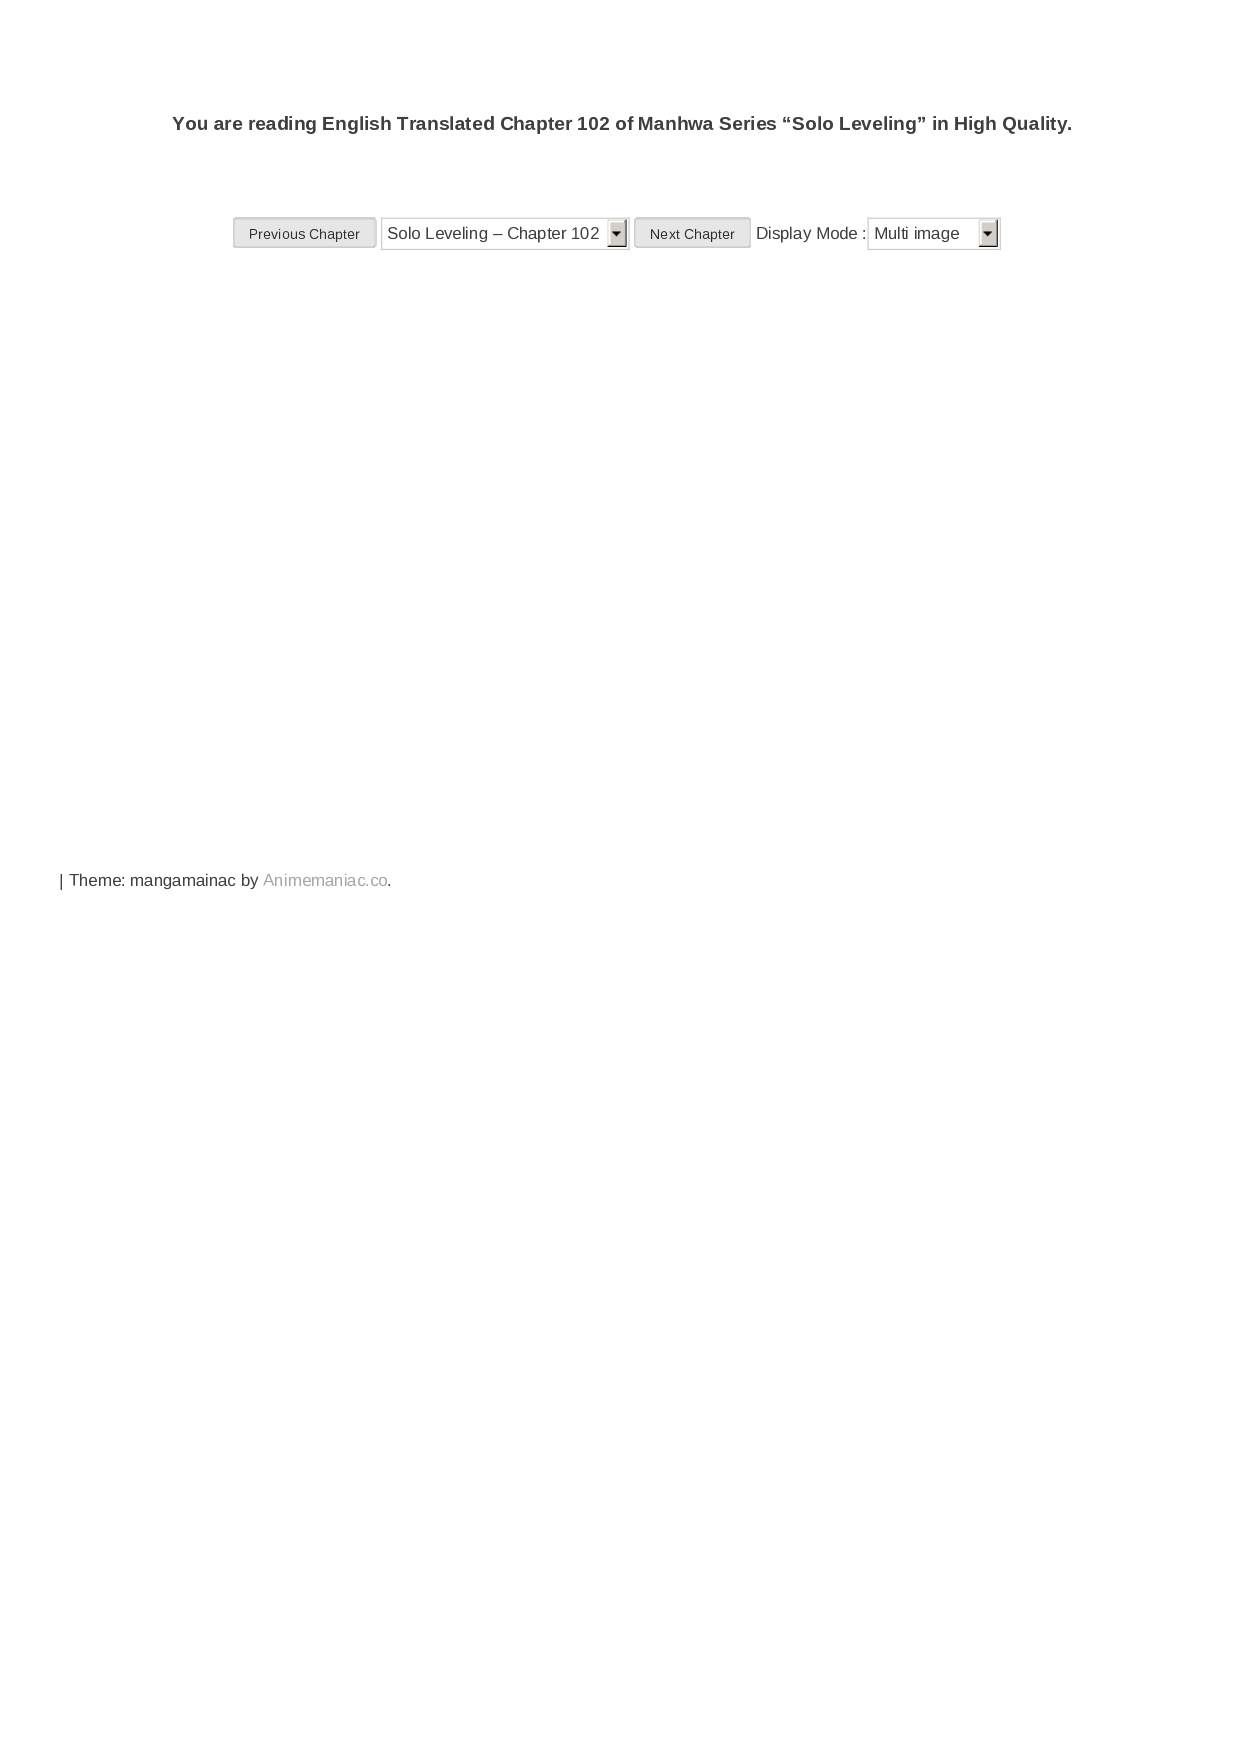 You are reading English Translated Chapter 102 of Manhwa Series “Solo Leveling” in High Quality.
Previous Chapter Solo Leveling – Chapter 102 Next Chapter Display Mode : Multi image
| Theme: mangamainac by Animemaniac.co.